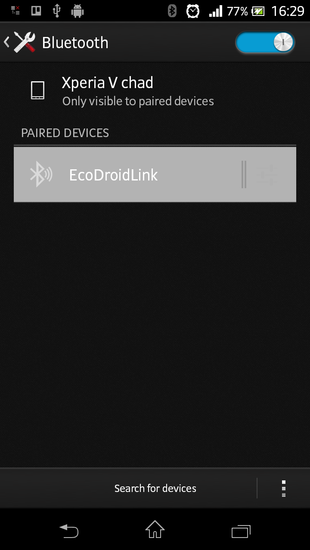 77% 16:29
Bluetooth
Xperia V chad
Only visible to paired devices
PAIRED DEVICES
EcoDroidLink
Search for devices